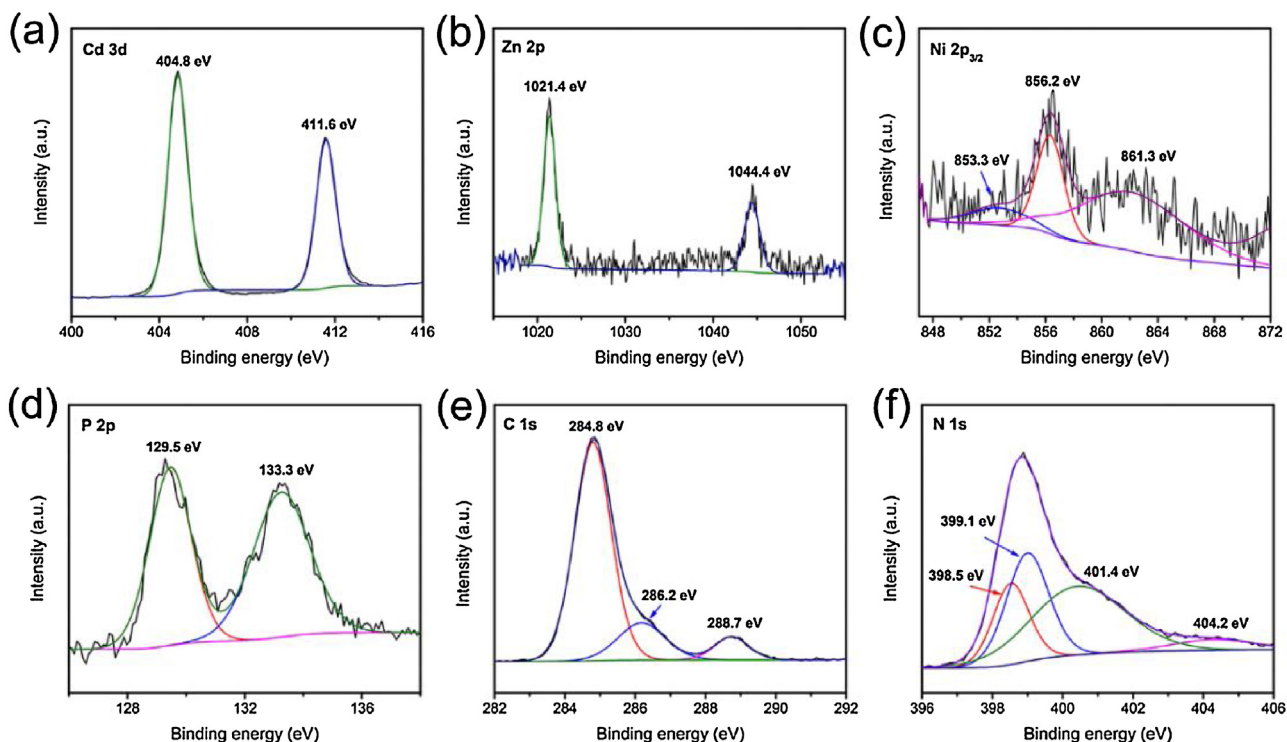 (a)
Cd 3d
404.8 eV
411.6 eV
Intensity (a.u.)
400 404 408 412 416
Binding energy (eV)
(b)
Zn 2p
1021.4 eV
1044.4 eV
Intensity (a.u.)
1020 1030 1040 1050
Binding energy (eV)
(c)
Ni 2p3/2
856.2 eV
853.3 eV
861.3 eV
Intensity (a.u.)
848 852 856 860 864 868 872
Binding energy (eV)
(d)
P 2p
129.5 eV
133.3 eV
Intensity (a.u.)
128 132 136
Binding energy (eV)
(e)
C 1s
284.8 eV
286.2 eV
288.7 eV
Intensity (a.u.)
282 284 286 288 290 292
Binding energy (eV)
(f)
N 1s
399.1 eV
398.5 eV
401.4 eV
404.2 eV
Intensity (a.u.)
396 398 400 402 404 406
Binding energy (eV)